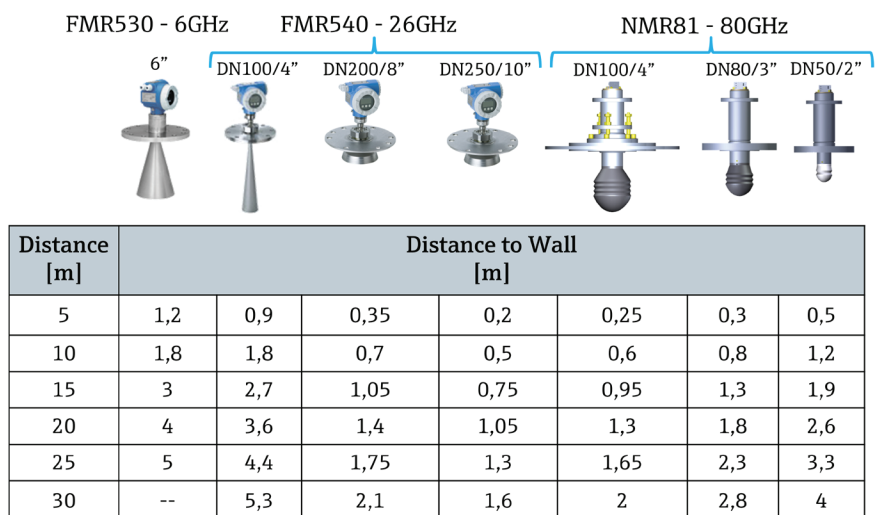 FMR530 - 6GHz FMR540 - 26GHz NMR81 - 80GHz
6” DN100/4” DN200/8” DN250/10” DN100/4” DN80/3” DN50/2”
Distance [m] Distance to Wall [m]
5 1,2 0,9 0,35 0,2 0,25 0,3 0,5
10 1,8 1,8 0,7 0,5 0,6 0,8 1,2
15 3 2,7 1,05 0,75 0,95 1,3 1,9
20 4 3,6 1,4 1,05 1,3 1,8 2,6
25 5 4,4 1,75 1,3 1,65 2,3 3,3
30 -- 5,3 2,1 1,6 2 2,8 4